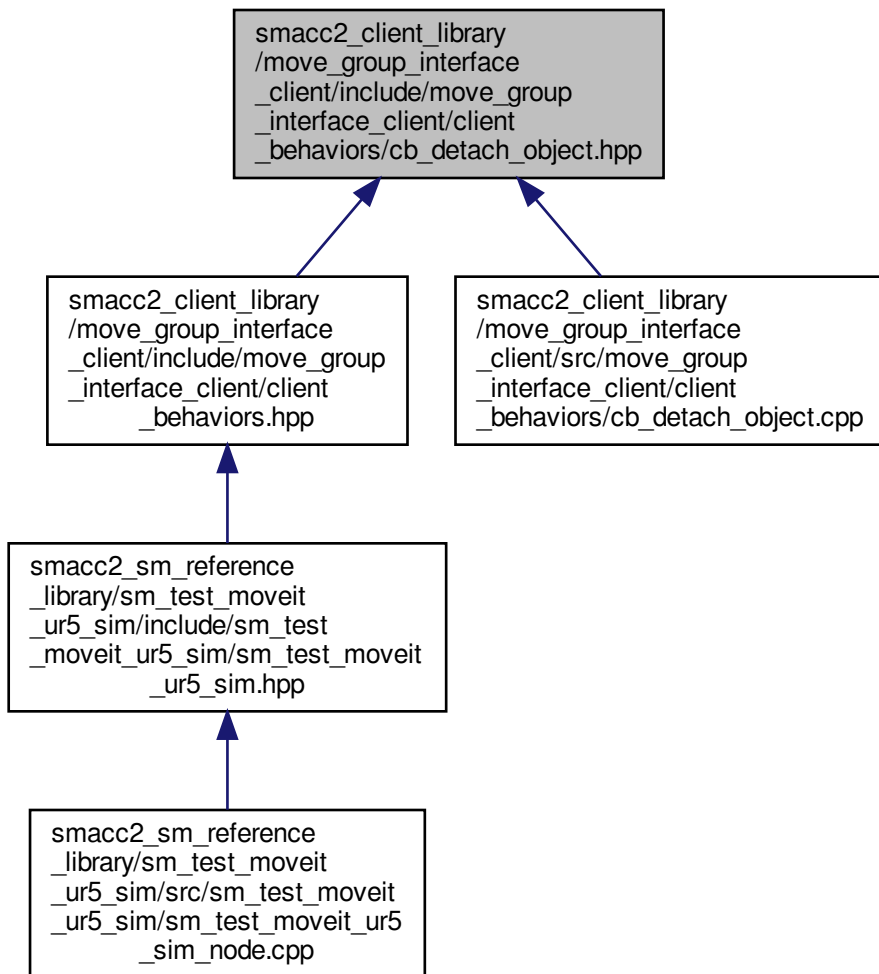 smacc2_client_library
/move_group_interface
_client/include/move_group
_interface_client/client
_behaviors/cb_detach_object.hpp
smacc2_client_library
/move_group_interface
_client/include/move_group
_interface_client/client
_behaviors.hpp
smacc2_client_library
/move_group_interface
_client/src/move_group
_interface_client/client
_behaviors/cb_detach_object.cpp
smacc2_sm_reference
_library/sm_test_moveit
_ur5_sim/include/sm_test
_moveit_ur5_sim/sm_test_moveit
_ur5_sim.hpp
smacc2_sm_reference
_library/sm_test_moveit
_ur5_sim/src/sm_test_moveit
_ur5_sim/sm_test_moveit_ur5
_sim_node.cpp